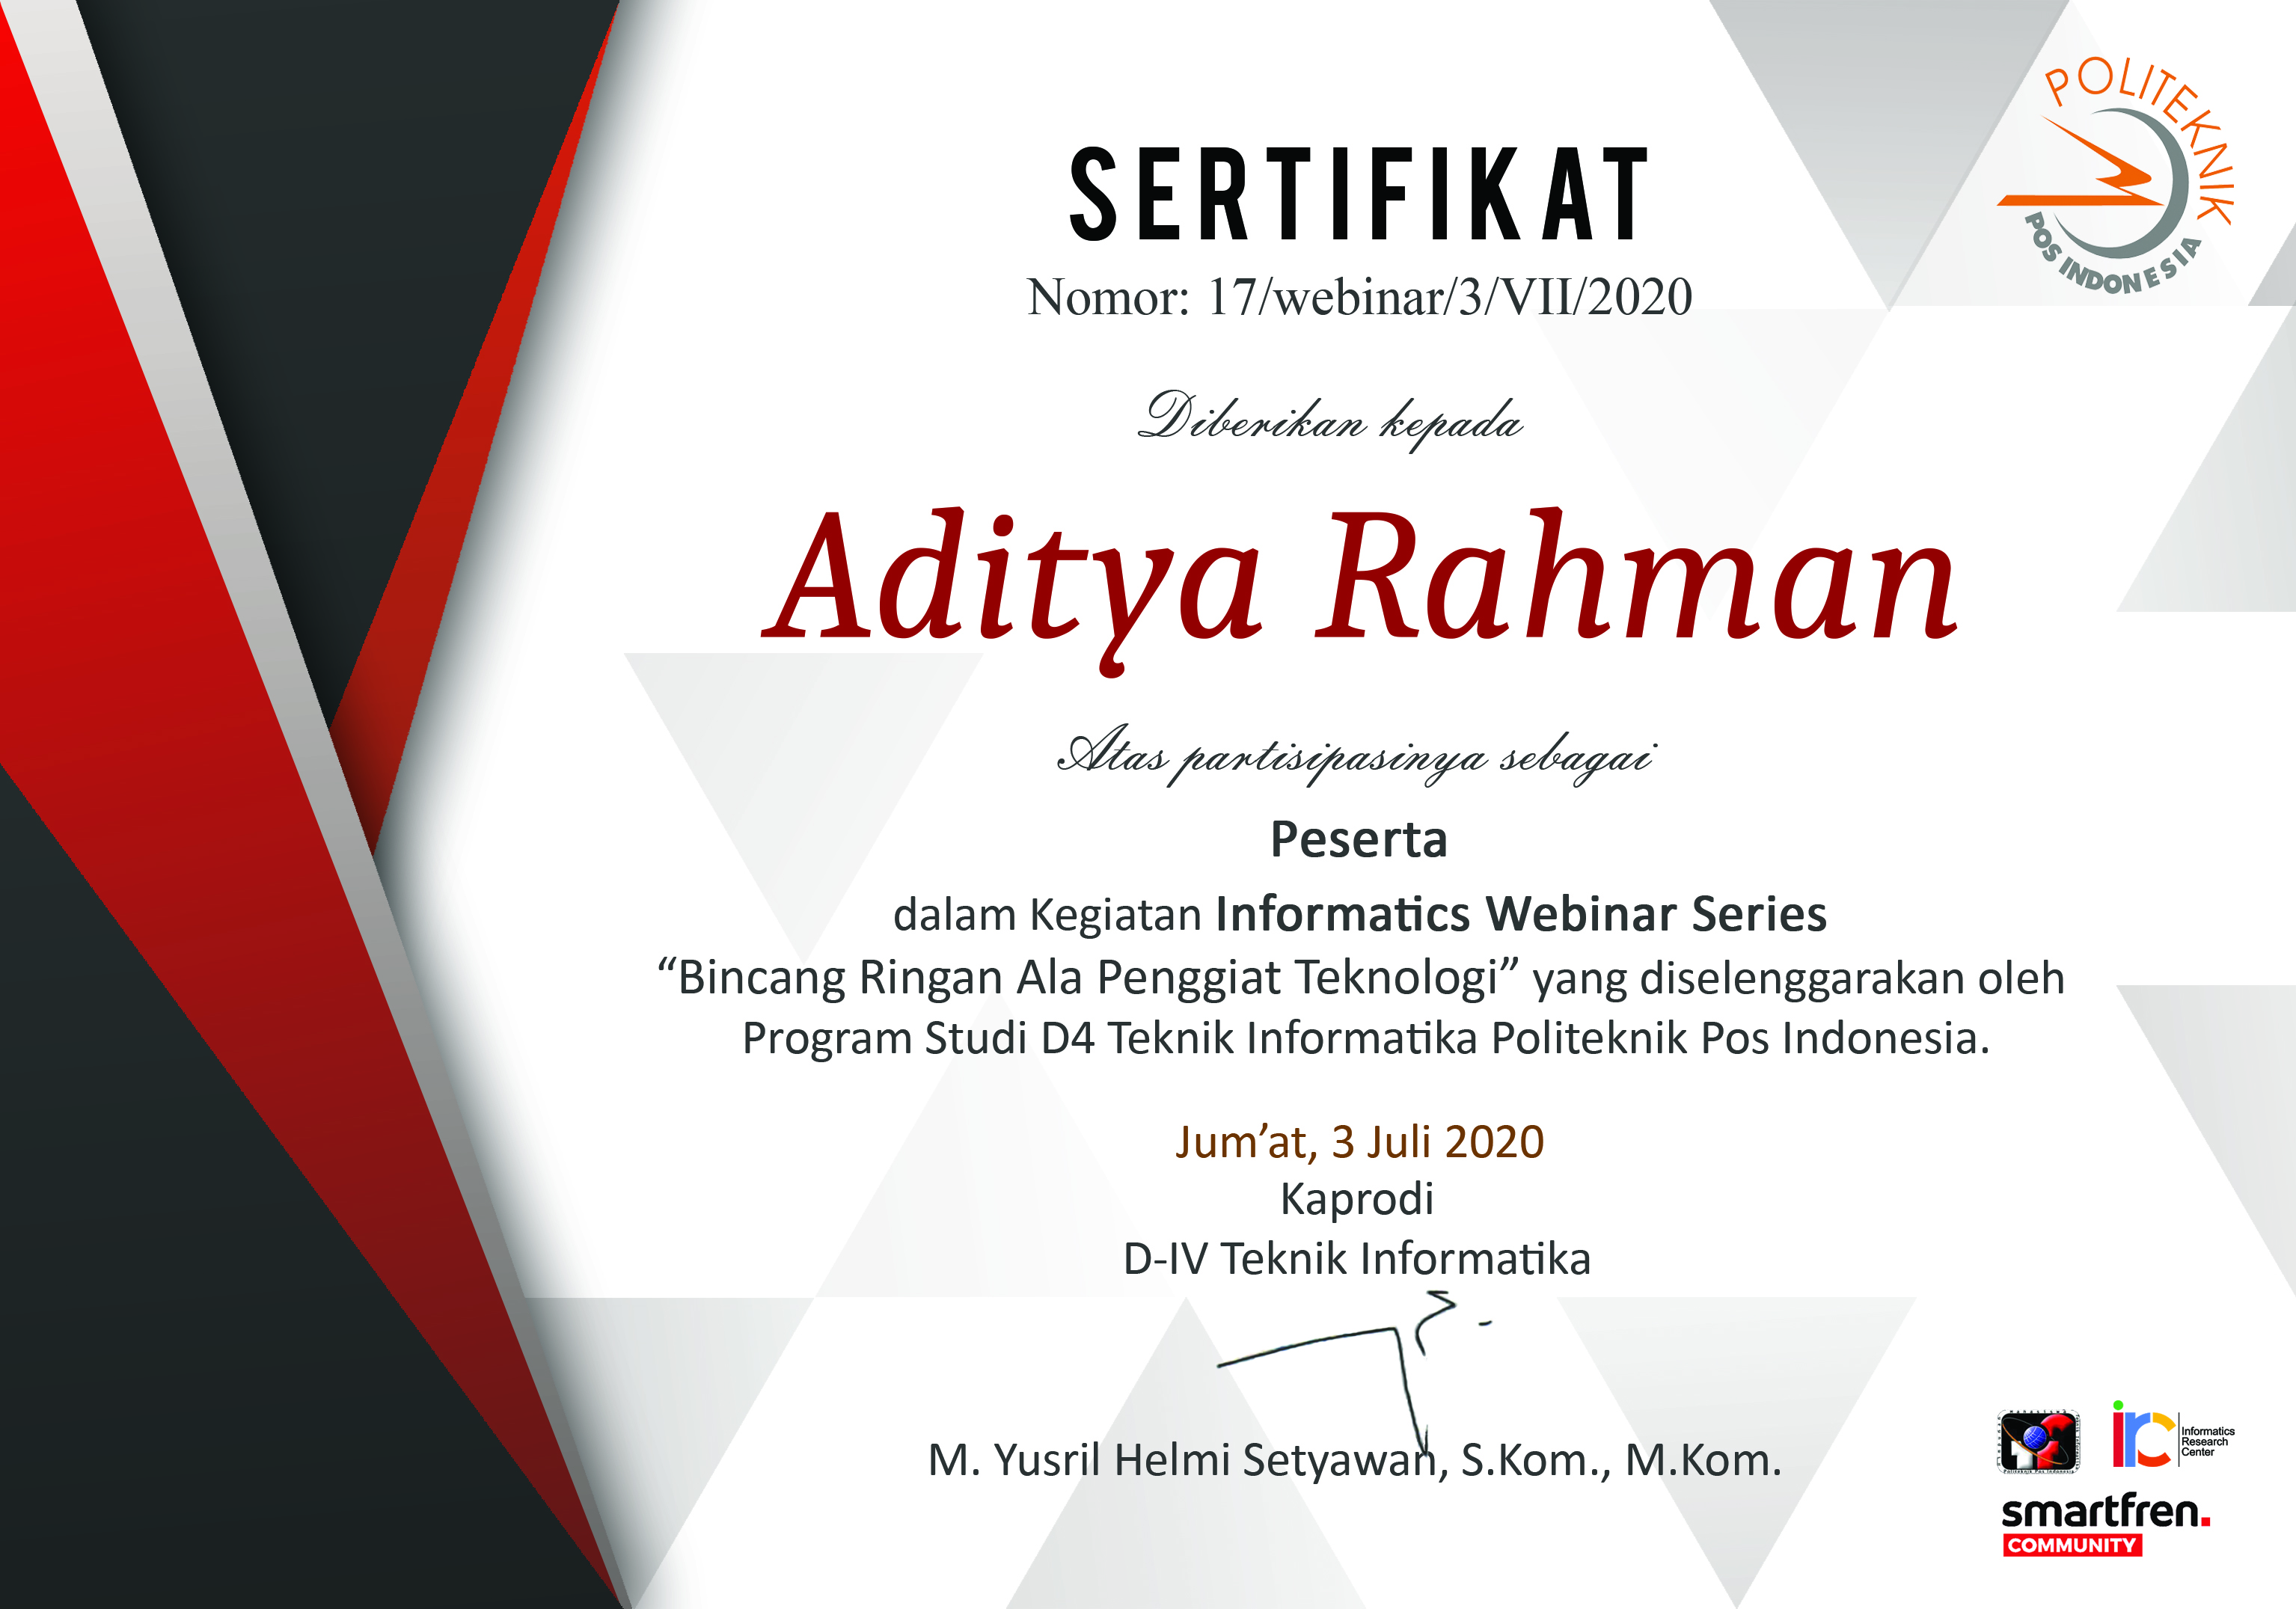 POLITEKNIK
POS INDONESIA
SERTIFIKAT
Nomor: 17/webinar/3/VII/2020
Diberikan kepada
Aditya Rahman
Atas partisipasinya sebagai
Peserta
dalam Kegiatan Informatics Webinar Series
“Bincang Ringan Ala Penggiat Teknologi” yang diselenggarakan oleh
Program Studi D4 Teknik Informatika Politeknik Pos Indonesia.
Jum’at, 3 Juli 2020
Kaprodi
D-IV Teknik Informatika
M. Yusril Helmi Setyawan, S.Kom., M.Kom.
Politeknik Pos Indonesia
irc
Informatics
Research
Center
smartfren.
COMMUNITY